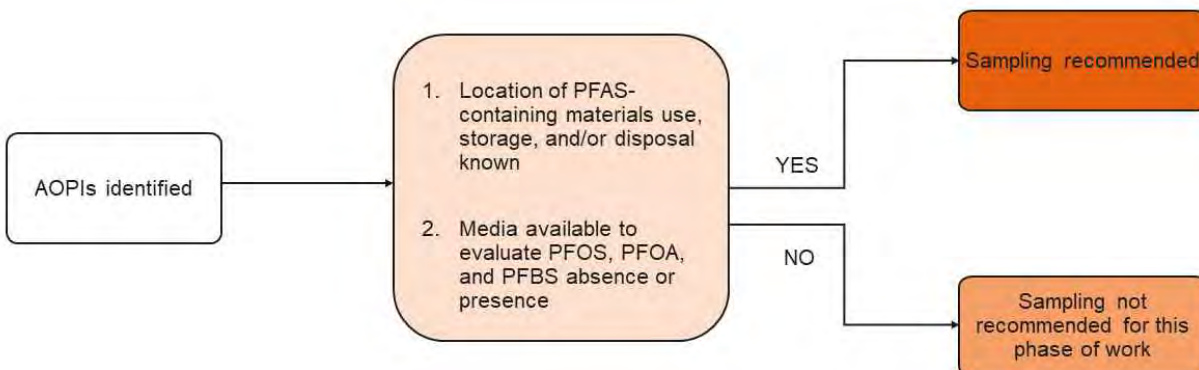 AOPIs identified
1. Location of PFAS-
containing materials use,
storage, and/or disposal
known
2. Media available to
evaluate PFOS, PFOA,
and PFBS absence or
presence
YES
NO
Sampling recommended
Sampling not
recommended for this
phase of work